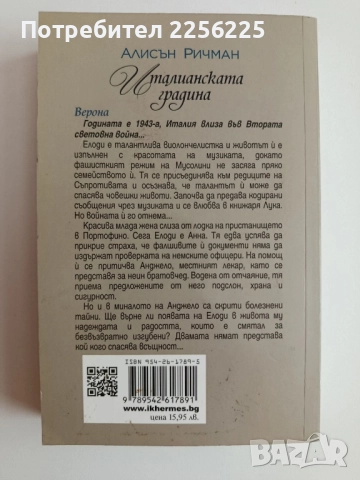 Потребител 2256225
АЛИСЪН РИЧМАН
Италианската
градина
Верона
Годината е 1943-а, Италия влиза във Втората
световна война...
Елоди е талантлива виолончелистка и животът ѝ е
изпълнен с красотата на музиката, докато
фашисткият режим на Мусолини не засяга пряко
семейството ѝ. Тя се присъединява към редиците на
Съпротивата и осъзнава, че талантът ѝ може да
спасява човешки животи. Започва да предава кодирани
съобщения чрез музиката и се влюбва в книжаря Лука.
Но войната ѝ го отнема...
Красива млада жена слиза от лодка на пристанището
в Портофино. Сега Елоди е Анна. Тя едва успява да
прикрие страха, че фалшивите ѝ документи няма да
издържат проверката на немските офицери. На помощ
ѝ се притичва Анджело, местният лекар, като се
представя за неин братовчед. Водена от отчаяние, тя
приема предложените от него подслон, храна и
сигурност.
Но и в миналото на Анджело са скрити болезнени
тайни. Ще върне ли появата на Елоди в живота му
надеждата и радостта, които е смятал за
безвъзвратно изгубени? Двамата нямат представа
кой кого спасява всъщност...
ISBN 954-26-1789-5
9 789542 617891
www.ikhermes.bg
цена 15,95 лв.
bazar.bg